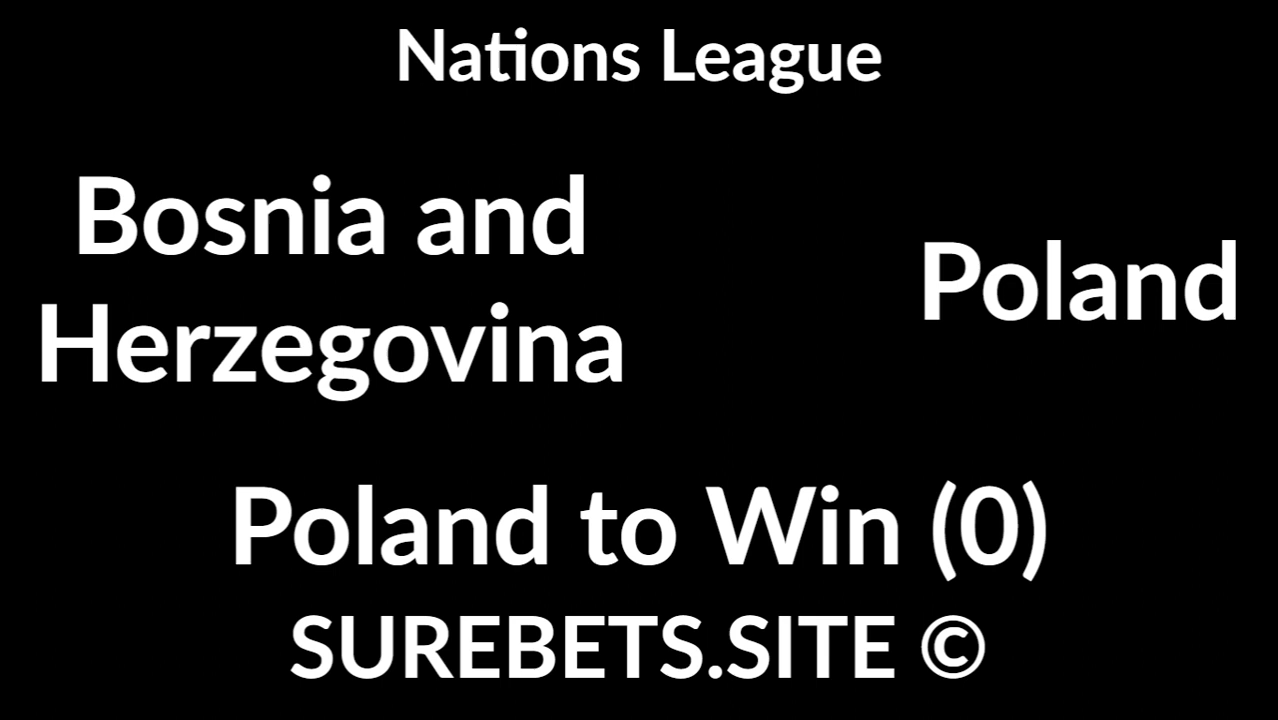 Nations League
Bosnia and
Herzegovina
Poland
Poland to Win (0)
SUREBETS.SITE ©